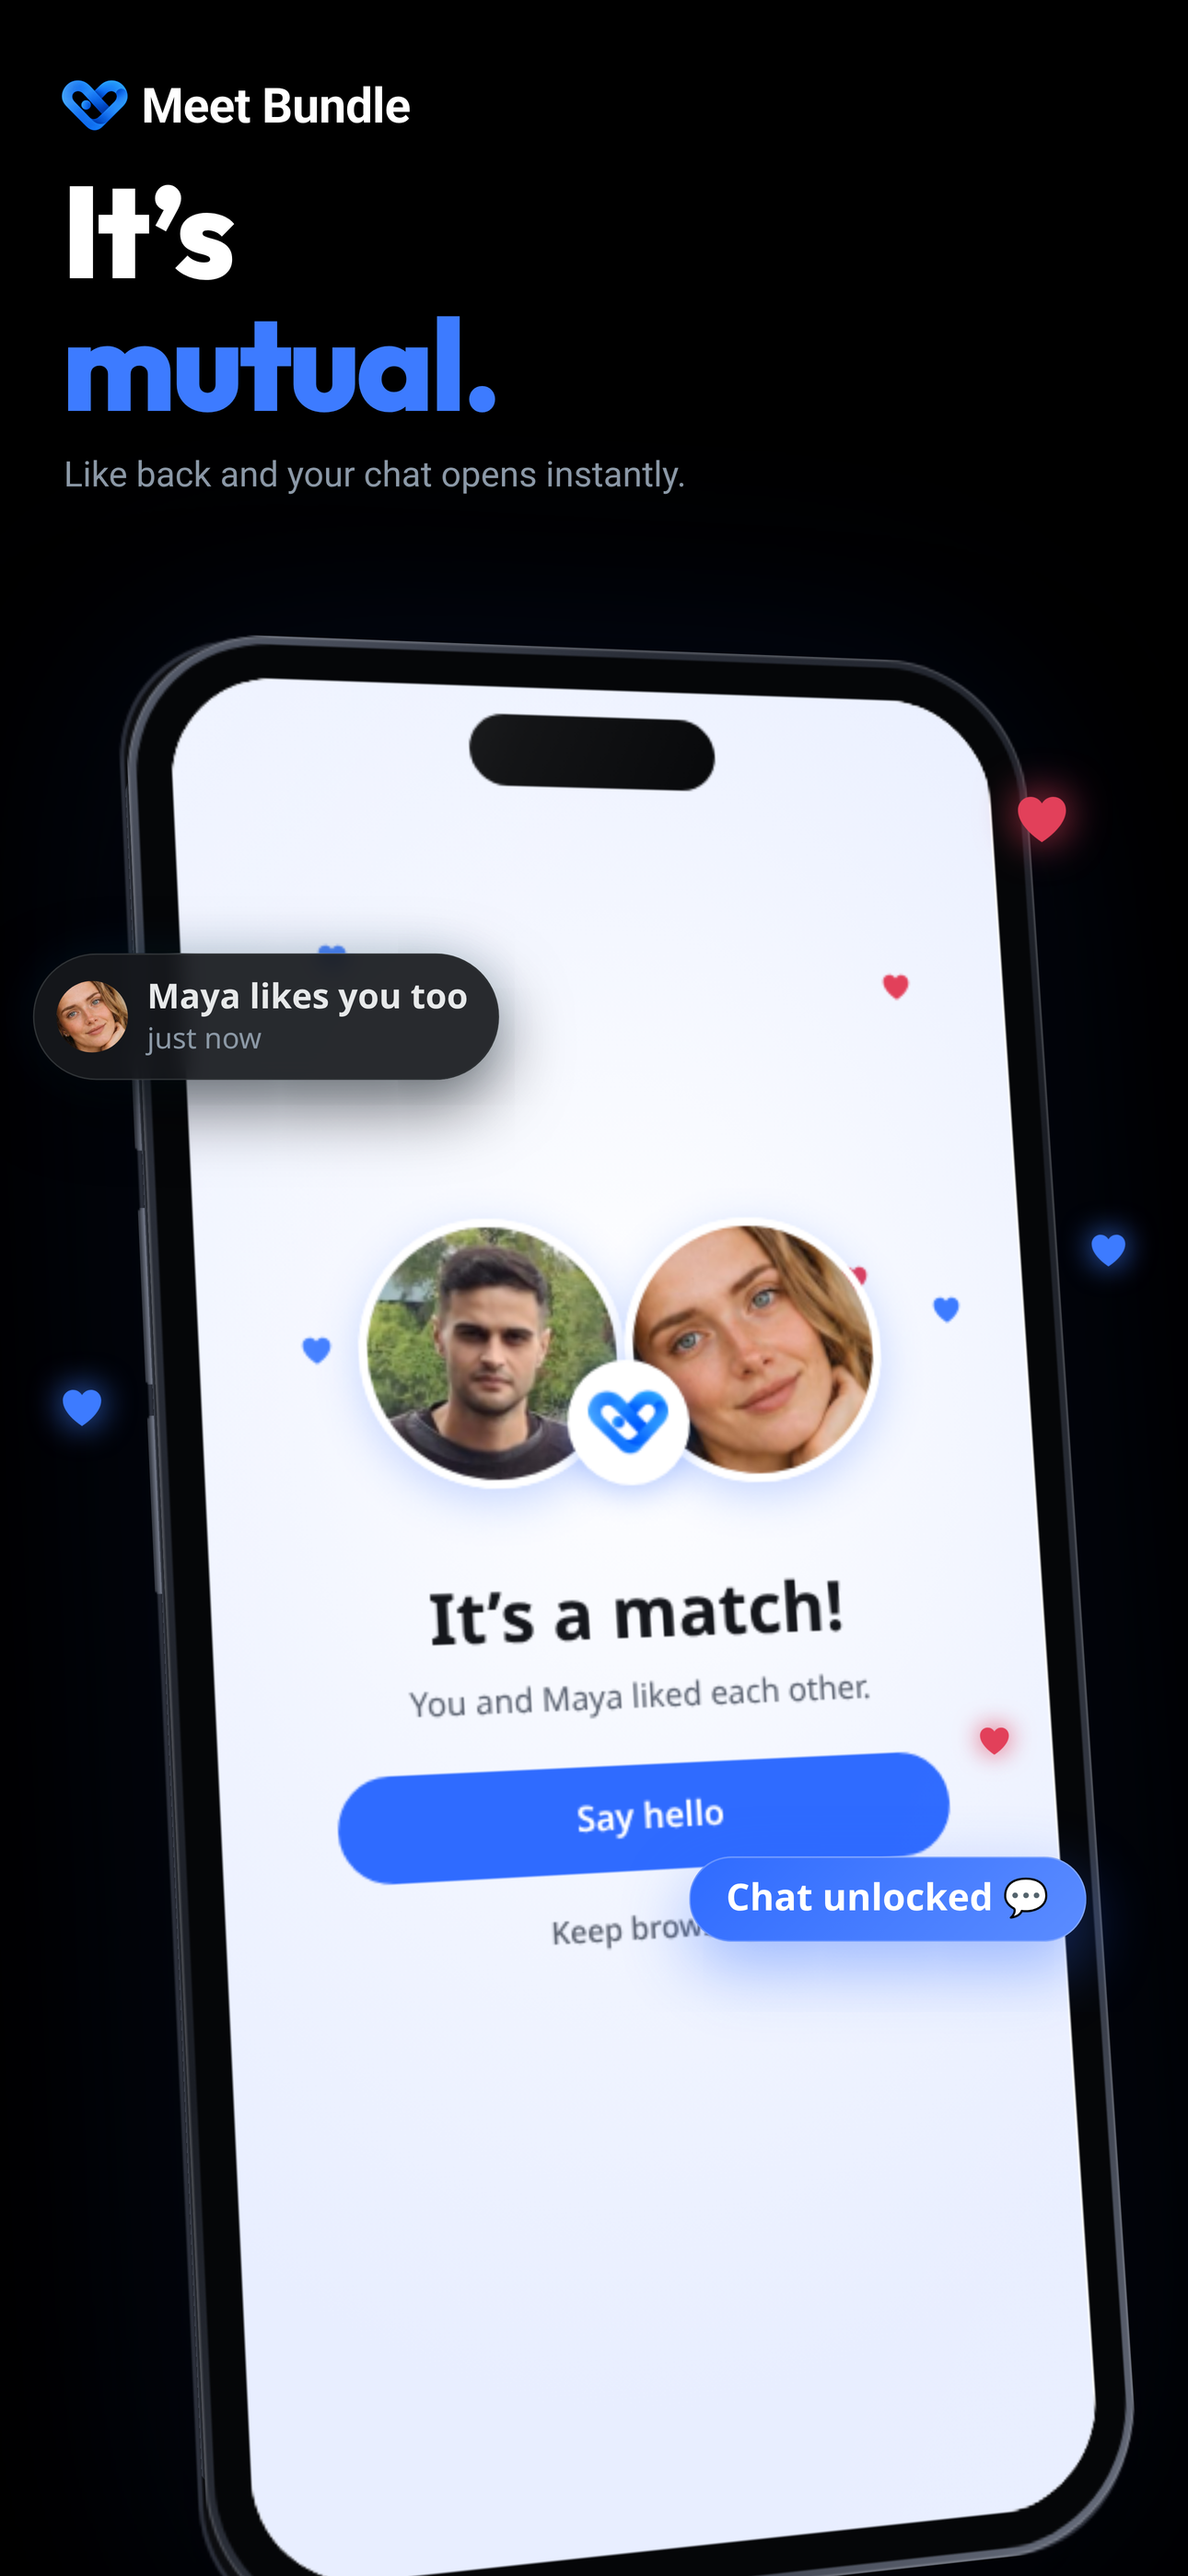 Meet Bundle
It’s
mutual.
Like back and your chat opens instantly.
Maya likes you too
just now
It’s a match!
You and Maya liked each other.
Say hello
Chat unlocked 💬
Keep